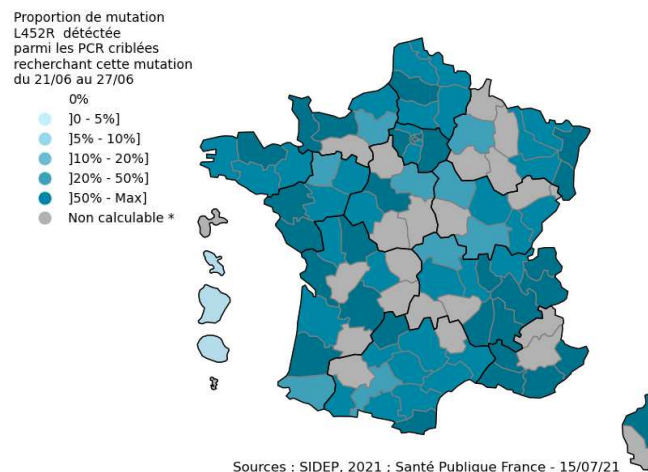 Proportion de mutation
L452R  détéctée
parmi les PCR criblées
recherchant cette mutation
du 21/06 au 27/06
0%
]0 - 5%]
]5% - 10%]
]10% - 20%]
]20% - 50%]
]50% - Max]
Non calculable *
Sources : SIDEP, 2021 ; Santé Publique France - 15/07/21